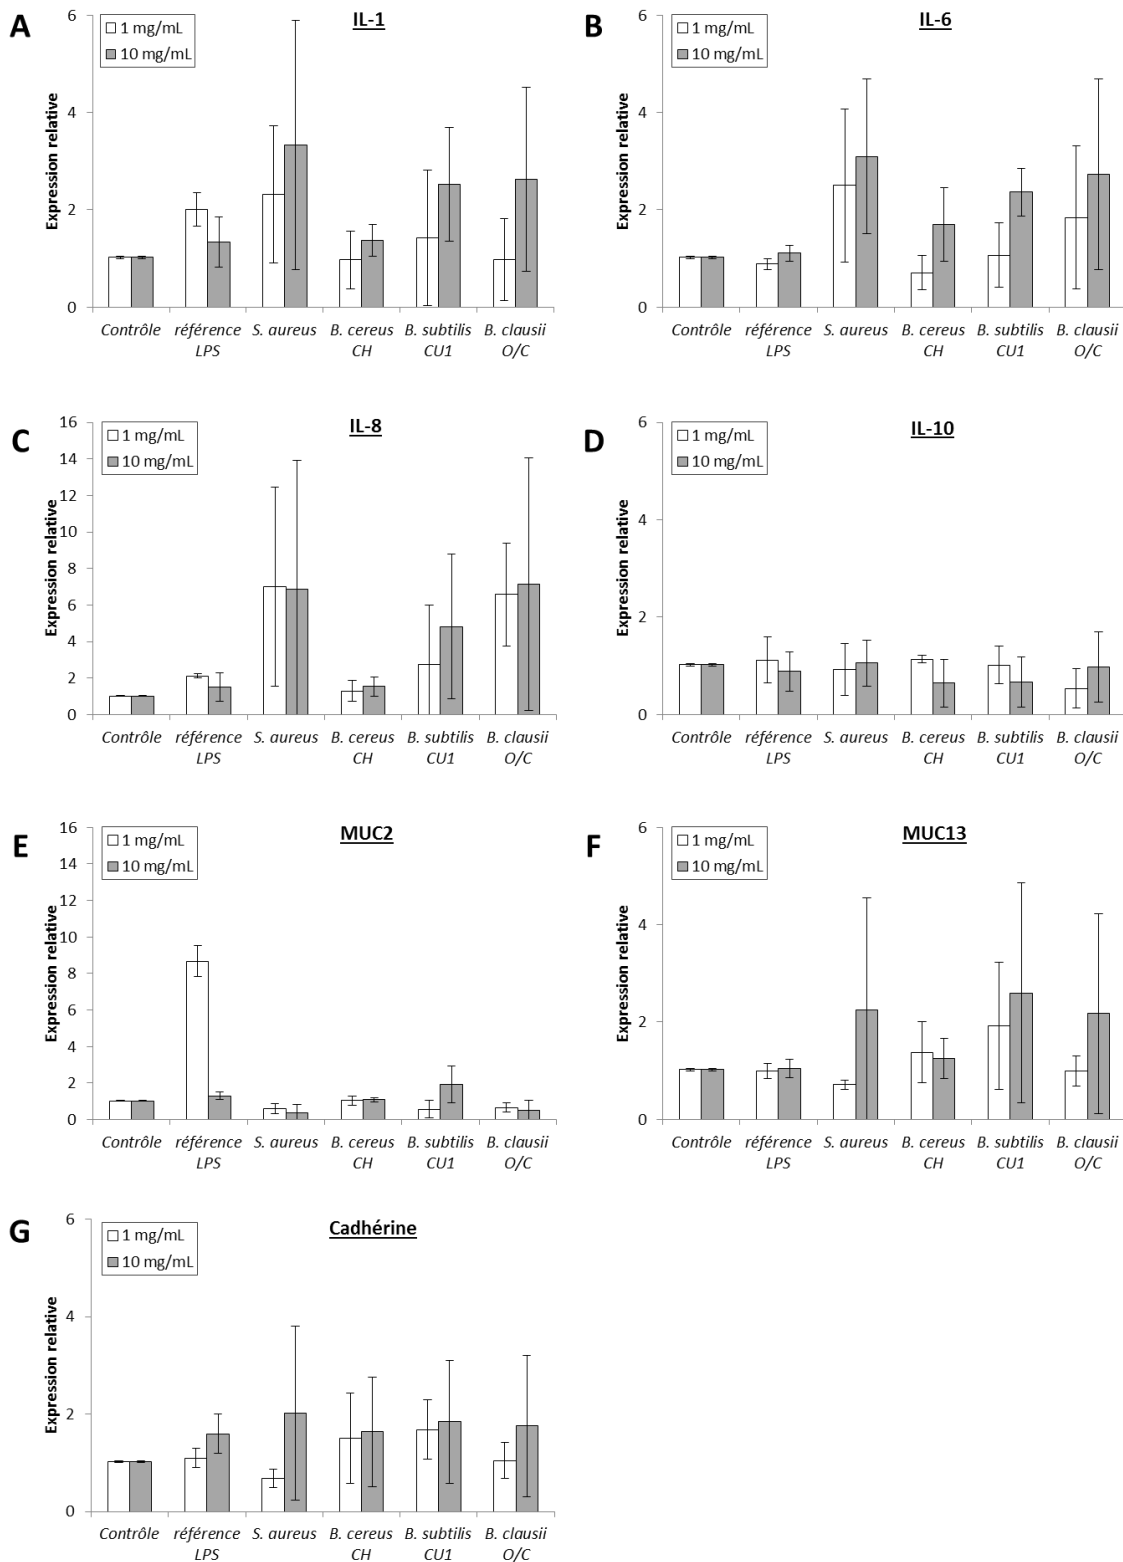 A
IL-1
1 mg/mL
10 mg/mL
Expression relative
6
4
2
0
Contrôle
référence LPS
S. aureus
B. cereus CH
B. subtilis CU1
B. clausii O/C
B
IL-6
1 mg/mL
10 mg/mL
Expression relative
6
4
2
0
Contrôle
référence LPS
S. aureus
B. cereus CH
B. subtilis CU1
B. clausii O/C
C
IL-8
1 mg/mL
10 mg/mL
Expression relative
16
14
12
10
8
6
4
2
0
Contrôle
référence LPS
S. aureus
B. cereus CH
B. subtilis CU1
B. clausii O/C
D
IL-10
1 mg/mL
10 mg/mL
Expression relative
6
4
2
0
Contrôle
référence LPS
S. aureus
B. cereus CH
B. subtilis CU1
B. clausii O/C
E
MUC2
1 mg/mL
10 mg/mL
Expression relative
16
14
12
10
8
6
4
2
0
Contrôle
référence LPS
S. aureus
B. cereus CH
B. subtilis CU1
B. clausii O/C
F
MUC13
1 mg/mL
10 mg/mL
Expression relative
6
4
2
0
Contrôle
référence LPS
S. aureus
B. cereus CH
B. subtilis CU1
B. clausii O/C
G
Cadhérine
1 mg/mL
10 mg/mL
Expression relative
6
4
2
0
Contrôle
référence LPS
S. aureus
B. cereus CH
B. subtilis CU1
B. clausii O/C